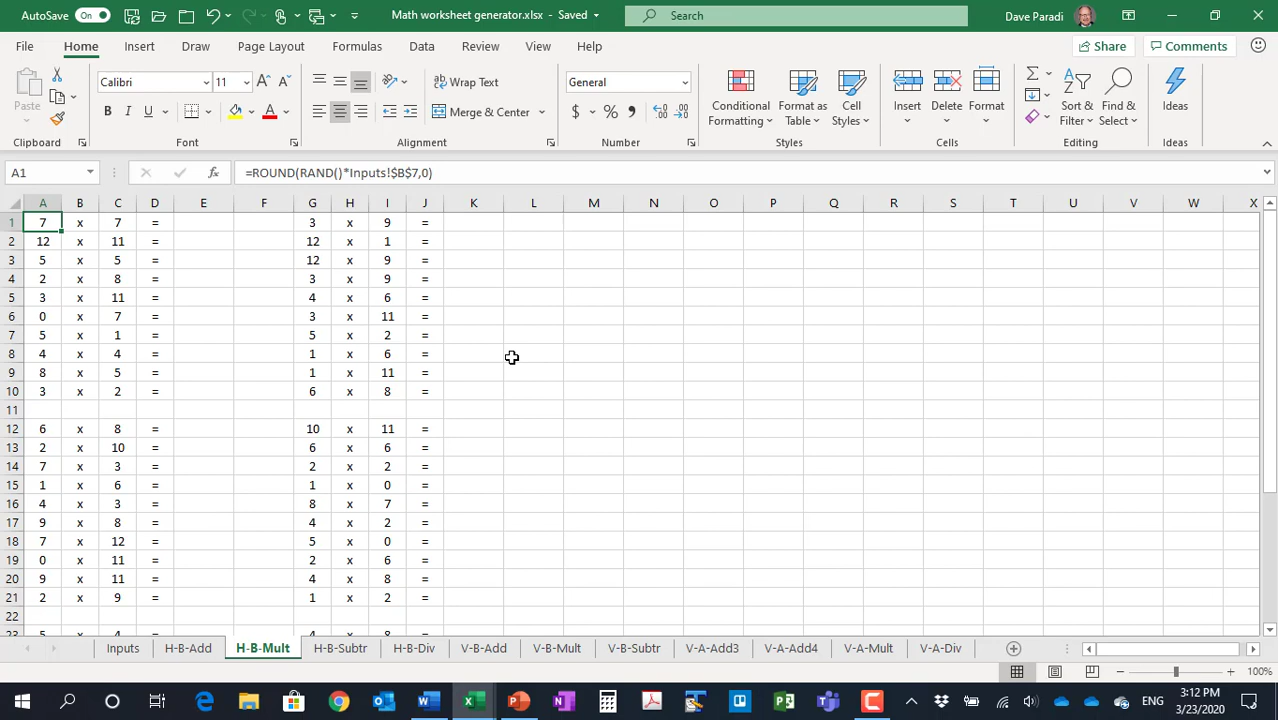 AutoSave On Math worksheet generator.xlsx - Saved Search Dave Paradi
File Home Insert Draw Page Layout Formulas Data Review View Help Share Comments
Paste Calibri 11 Wrap Text General Conditional Formatting Format as Table Cell Styles Insert Delete Format Sort & Filter Find & Select Ideas
B I U Merge & Center $ % ,
Clipboard Font Alignment Number Styles Cells Editing Ideas
A1 fx =ROUND(RAND()*Inputs!$B$7,0)
A B C D E F G H I J K L M N O P Q R S T U V W X
1 7 x 7 = 3 x 9 =
2 12 x 11 = 12 x 1 =
3 5 x 5 = 12 x 9 =
4 2 x 8 = 3 x 9 =
5 3 x 11 = 4 x 6 =
6 0 x 7 = 3 x 11 =
7 5 x 1 = 5 x 2 =
8 4 x 4 = 1 x 6 =
9 8 x 5 = 1 x 11 =
10 3 x 2 = 6 x 8 =
11
12 6 x 8 = 10 x 11 =
13 2 x 10 = 6 x 6 =
14 7 x 3 = 2 x 2 =
15 1 x 6 = 1 x 0 =
16 4 x 3 = 8 x 7 =
17 9 x 8 = 4 x 2 =
18 7 x 12 = 5 x 0 =
19 0 x 11 = 2 x 6 =
20 9 x 11 = 4 x 8 =
21 2 x 9 = 1 x 2 =
22
23 5 x 4 = 4 x 8 =
Inputs H-B-Add H-B-Mult H-B-Subtr H-B-Div V-B-Add V-B-Mult V-B-Subtr V-A-Add3 V-A-Add4 V-A-Mult V-A-Div
100%
ENG 3:12 PM
3/23/2020